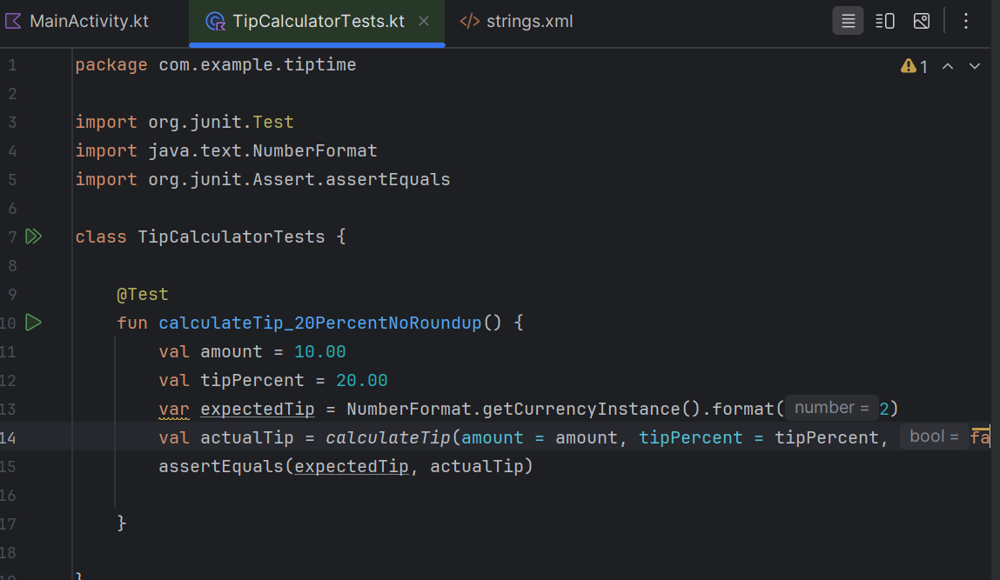 MainActivity.kt TipCalculatorTests.kt strings.xml
1 package com.example.tiptime 1
2
3 import org.junit.Test
4 import java.text.NumberFormat
5 import org.junit.Assert.assertEquals
6
7 class TipCalculatorTests {
8
9 @Test
10 fun calculateTip_20PercentNoRoundup() {
11 val amount = 10.00
12 val tipPercent = 20.00
13 var expectedTip = NumberFormat.getCurrencyInstance().format( number = 2)
14 val actualTip = calculateTip(amount = amount, tipPercent = tipPercent, bool = fa
15 assertEquals(expectedTip, actualTip)
16
17 }
18
}